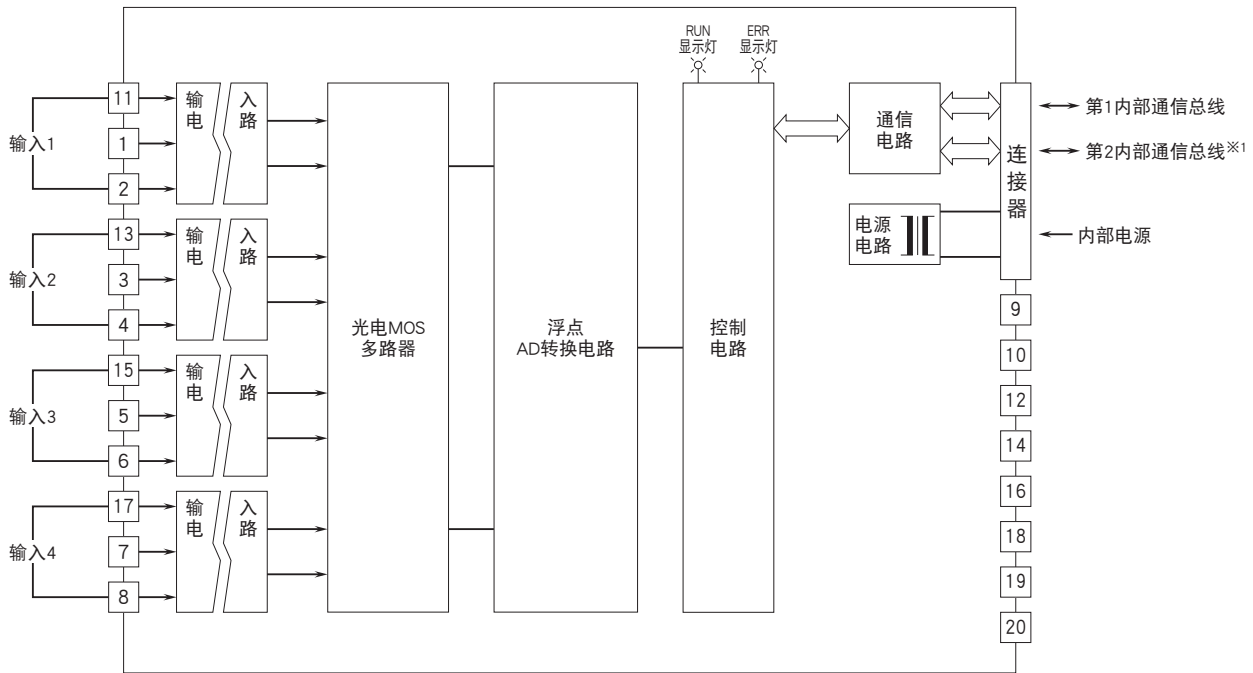 RUN
显示灯
ERR
显示灯
输入1
11
1
2
输 入
电 路
输入2
13
3
4
输 入
电 路
输入3
15
5
6
输 入
电 路
输入4
17
7
8
输 入
电 路
光电MOS
多路器
浮点
AD转换电路
控制
电路
通信
电路
电源
电路
连
接
器
第1内部通信总线
第2内部通信总线※1
内部电源
9
10
12
14
16
18
19
20